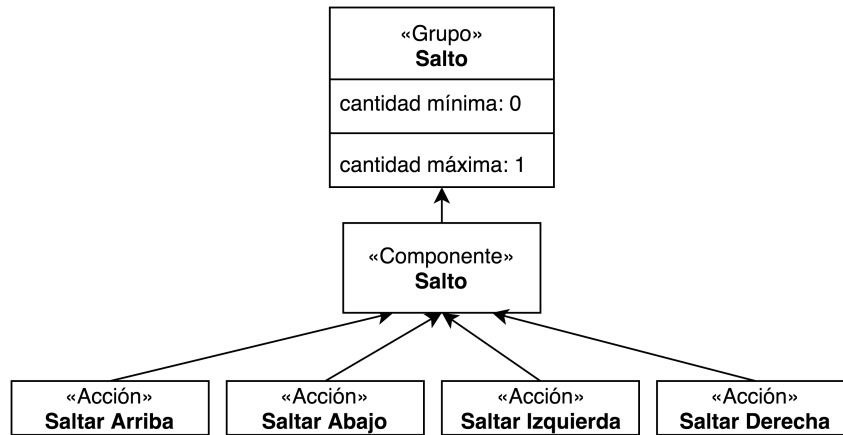 «Grupo»
Salto
cantidad mínima: 0
cantidad máxima: 1
«Componente»
Salto
«Acción»
Saltar Arriba
«Acción»
Saltar Abajo
«Acción»
Saltar Izquierda
«Acción»
Saltar Derecha